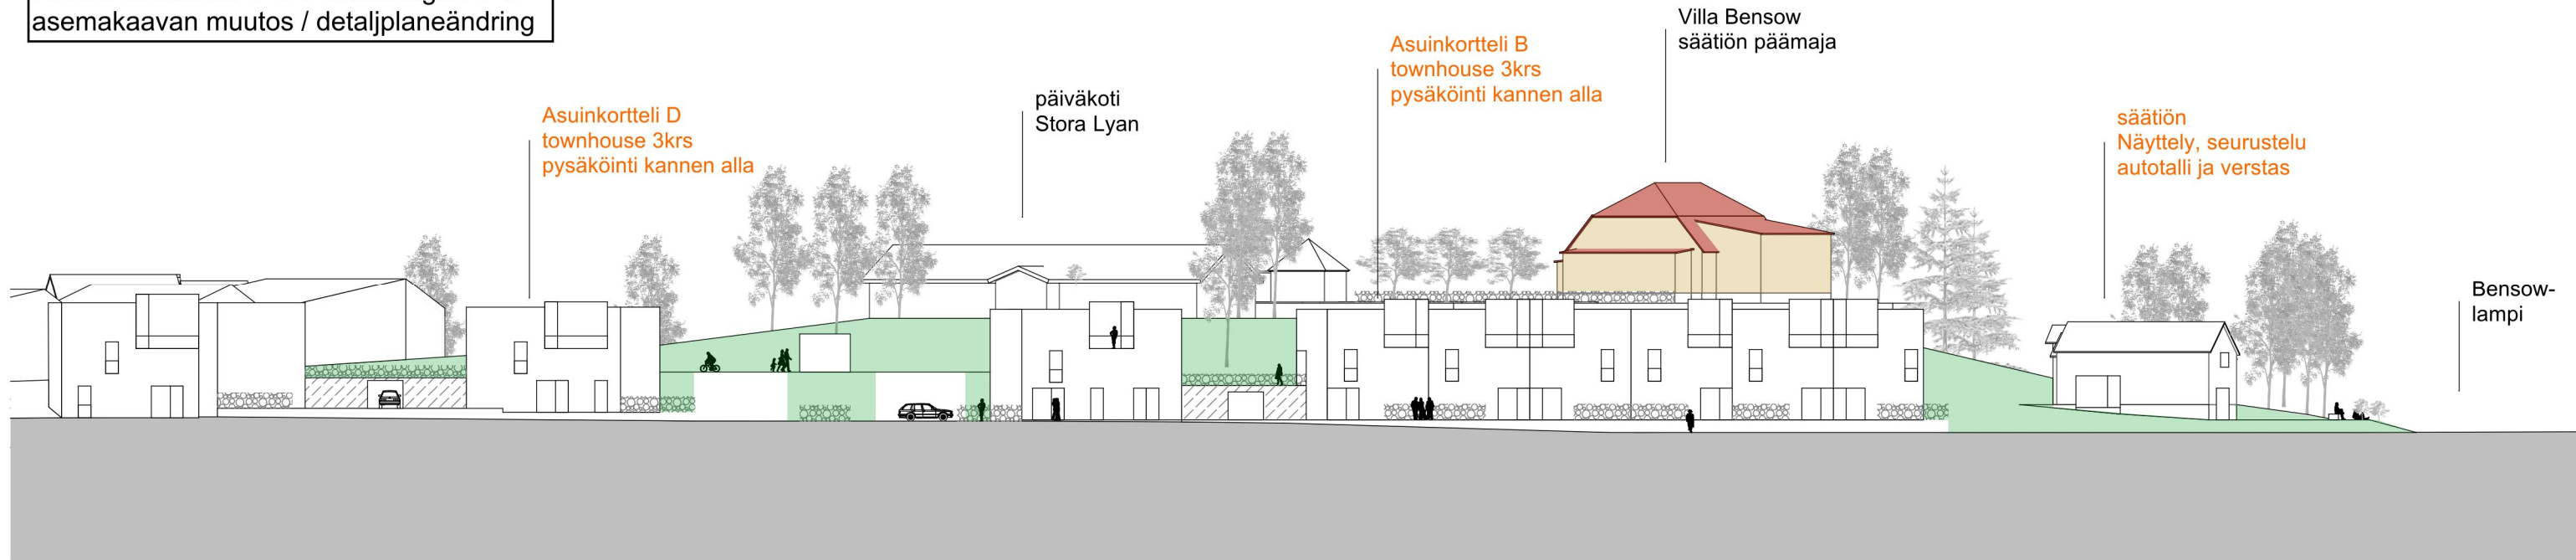 asemakaavan muutos / detaljplaneändring
Asuinkortteli D
townhouse 3krs
pysäköinti kannen alla
päiväkoti
Stora Lyan
Asuinkortteli B
townhouse 3krs
pysäköinti kannen alla
Villa Bensow
säätiön päämaja
säätiön
Näyttely, seurustelu
autotalli ja verstas
Bensow-
lampi